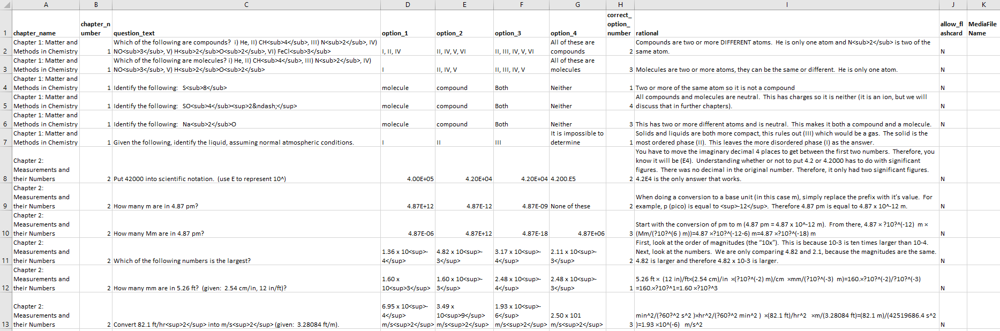 A B C D E F G H I J K
correct_
chapter_n option_ allow_fl MediaFile
1 chapter_name umber question_text option_1 option_2 option_3 option_4 number rational ashcard Name
Chapter 1: Matter and Which of the following are compounds?  i) He, II) CH<sub>4</sub>, III) N<sub>2</sub>, IV) All of these are Compounds are two or more DIFFERENT atoms.  He is only one atom and N<sub>2</sub> is two of the
2 Methods in Chemistry 1 NO<sub>3</sub>, V) H<sub>2</sub>O<sub>2</sub>, VI) FeCl<sub>3</sub> I, II, IV II, IV, V, VI II, III, IV, V, VI compounds 2 same atom. N
Chapter 1: Matter and Which of the following are molecules? i) He, II) CH<sub>4</sub>, III) N<sub>2</sub>, IV) All of these are
3 Methods in Chemistry 1 NO<sub>3</sub>, V) H<sub>2</sub>O<sub>2</sub> I II, IV, V II, III, IV, V molecules 3 Molecules are two or more atoms, they can be the same or different.  He is only one atom. N
Chapter 1: Matter and
4 Methods in Chemistry 1 Identify the following:   S<sub>8</sub> molecule compound Both Neither 1 Two or more of the same atom so it is not a compound N
Chapter 1: Matter and All compounds and molecules are neutral.  This has charges so it is neither (it is an ion, but we will
5 Methods in Chemistry 1 Identify the following:   SO<sub>4</sub><sup>2&ndash;</sup> molecule compound Both Neither 4 discuss that in further chapters). N
Chapter 1: Matter and
6 Methods in Chemistry 1 Identify the following:   Na<sub>2</sub>O molecule compound Both Neither 3 This has two or more different atoms and is neutral.  This makes it both a compound and a molecule. N
Chapter 1: Matter and It is impossible to Solids and liquids are both more compact, this rules out (III) which would be a gas.  The solid is the
7 Methods in Chemistry 1 Given the following, identify the liquid, assuming normal atmospheric conditions. I II III determine 1 most ordered phase (II).  This leaves the more disordered phase (I) as the answer. N
You have to move the imaginary decimal 4 places to get between the first two numbers.  Therefore, you
Chapter 2: know it will be (E4).  Understanding whether or not to put 4.2 or 4.2000 has to do with significant
Measurements and figures.  There was no decimal in the original number.  Therefore, it only had two significant figures.
8 their Numbers 2 Put 42000 into scientific notation.  (use E to represent 10^) 4.00E+05 4.20E+04 4.20E+04 4.200.E5 2 4.2E4 is the only answer that works. N
Chapter 2:
Measurements and When doing a conversion to a base unit (in this case m), simply replace the prefix with it’s value.  For
9 their Numbers 2 How many m are in 4.87 pm? 4.87E+12 4.87E-12 4.87E-09 None of these 2 example, p (pico) is equal to <sup>-12</sup>.  Therefore 4.87 pm is equal to 4.87 x 10^-12 m. N
Chapter 2:
Measurements and Start with the conversion of pm to m (4.87 pm = 4.87 x 10^-12 m).  From there, 4.87 × ?10?^(-12)  m ×
10 their Numbers 2 How many Mm are in 4.87 pm? 4.87E-06 4.87E+12 4.87E-18 4.87E+06 3 (Mm/(?10?^(6 ) m))=4.87 ×?10?^(-12-6) m=4.87 ×?10?^(-18) m N
Chapter 2: First, look at the order of magnitudes (the “10x”).  This is because 10-3 is ten times larger than 10-4.
Measurements and 1.36 x 10<sup>- 4.82 x 10<sup>- 3.17 x 10<sup>- 2.11 x 10<sup>- Next, look at the numbers.  We are only comparing 4.82 and 2.1, because the magnitudes are the same.
11 their Numbers 2 Which of the following numbers is the largest? 4</sup> 3</sup> 4</sup> 3</sup> 2 4.82 is larger and therefore 4.82 x 10-3 is larger. N
Chapter 2:
Measurements and 1.60 x 1.60 x 10<sup>- 2.48 x 10<sup>- 2.48 x 10<sup>- 5.26 ft ×  (12 in)/ft×(2.54 cm)/in  ×(?10?^(-2) m)/cm  ×mm/(?10?^(-3)  m)=160.×?10?^(-2)/?10?^(-3)
12 their Numbers 2 How many mm are in 5.26 ft?  (given:  2.54 cm/in, 12 in/ft)? 10<sup>3</sup> 3</sup> 4</sup> 3</sup> 1 =160.×?10?^1=1.60 ×?10?^3 N
Chapter 2: 6.95 x 10<sup>- 3.49 x 1.93 x 10<sup>-
Measurements and 4</sup> 10<sup>9</sup> 6</sup> 2.50 x 101 min^2/(?60?^2 s^2 )×hr^2/(?60?^2 min^2 )  ×(82.1 ft)/hr^2   ×m/(3.28084 ft)=(82.1 m)/(42519686.4 s^2
13 their Numbers 2 Convert 82.1 ft/hr<sup>2</sup> into m/s<sup>2</sup> (given:  3.28084 ft/m). m/s<sup>2</sup> m/s<sup>2</sup> m/s<sup>2</sup> m/s<sup>2</sup> 3 )=1.93 ×10^(-6)   m/s^2 N